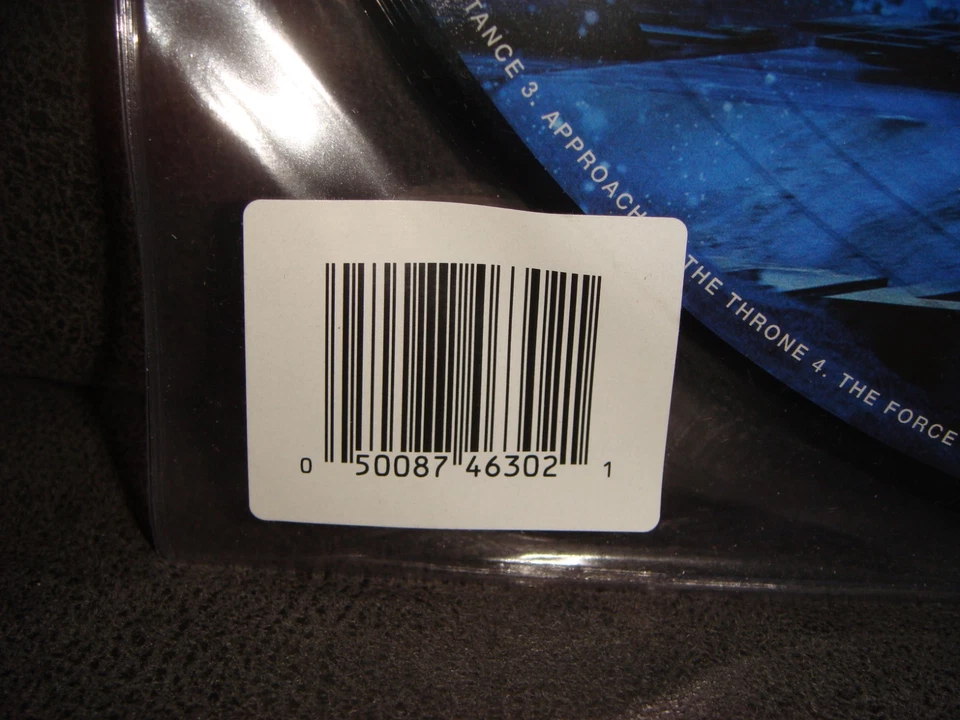 TANCE 3. APPROACH THE THRONE 4. THE FORCE
0 50087 46302 1